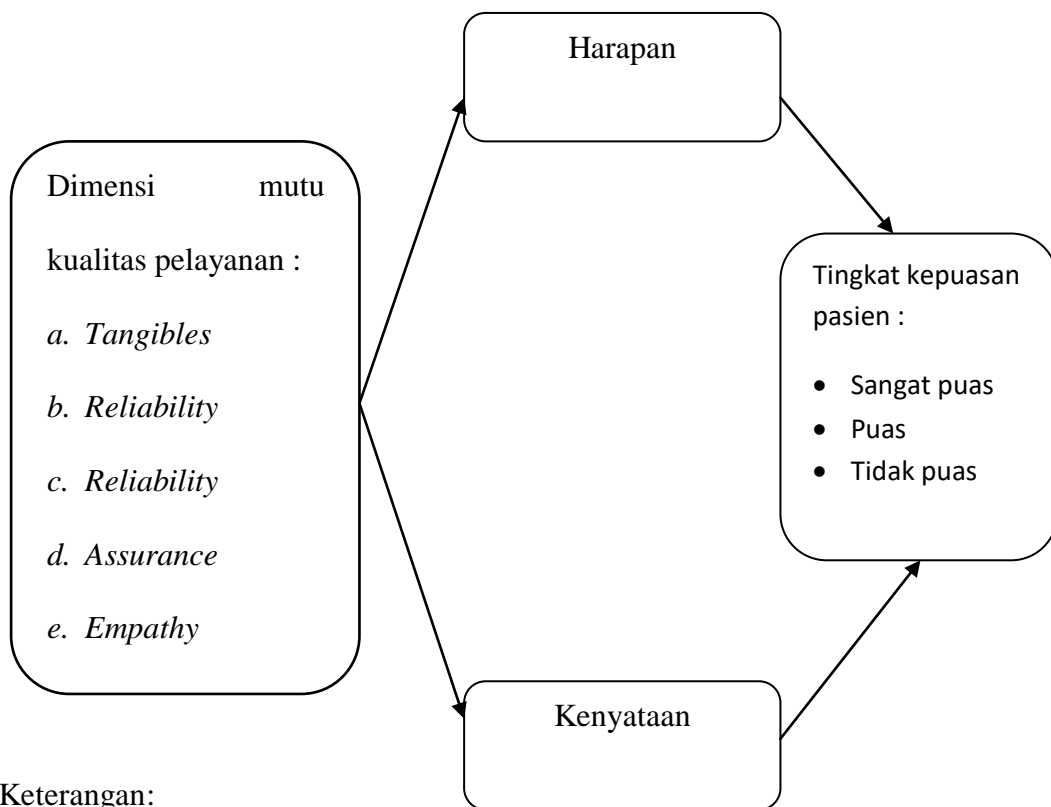 Harapan
Dimensi mutu
kualitas pelayanan :
a. Tangibles
b. Reliability
c. Reliability
d. Assurance
e. Empathy
Tingkat kepuasan
pasien :
• Sangat puas
• Puas
• Tidak puas
Kenyataan
Keterangan: